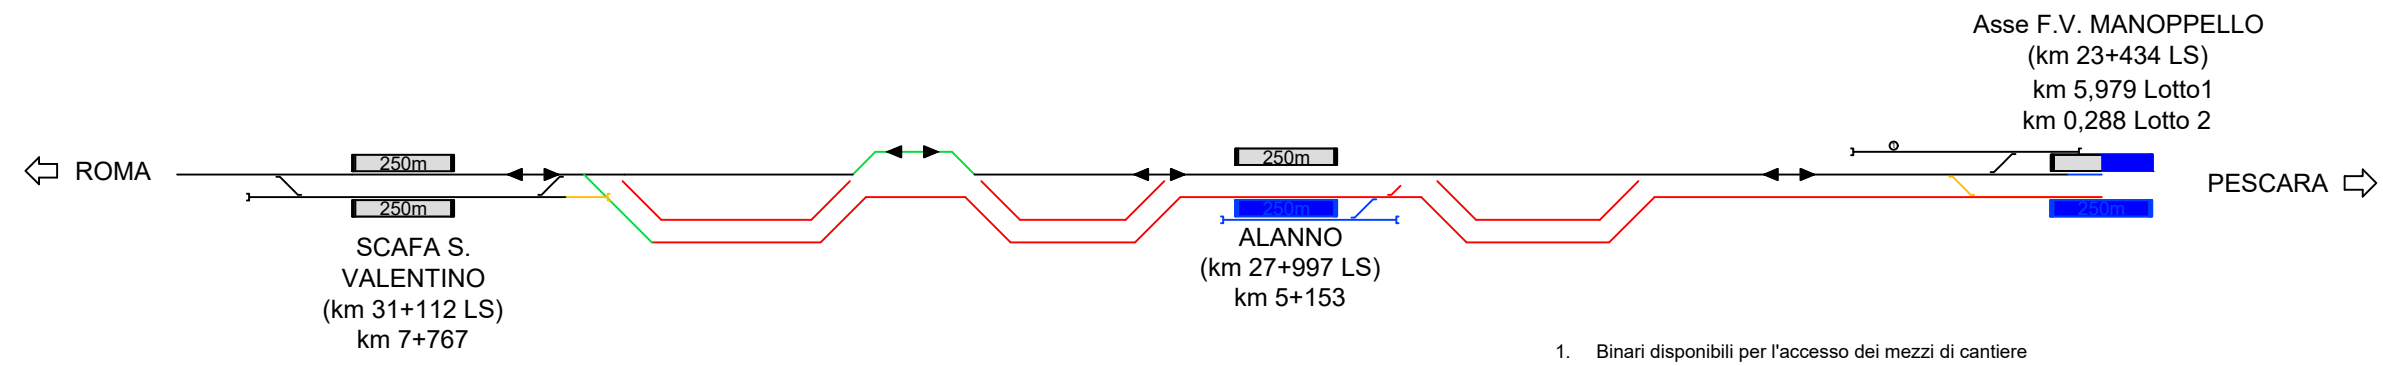 Asse F.V. MANOPPELLO
(km 23+434 LS)
km 5,979 Lotto1
km 0,288 Lotto 2
ROMA
250m
250m
250m
250m
250m
PESCARA
SCAFA S.
VALENTINO
(km 31+112 LS)
km 7+767
ALANNO
(km 27+997 LS)
km 5+153
1. Binari disponibili per l'accesso dei mezzi di cantiere